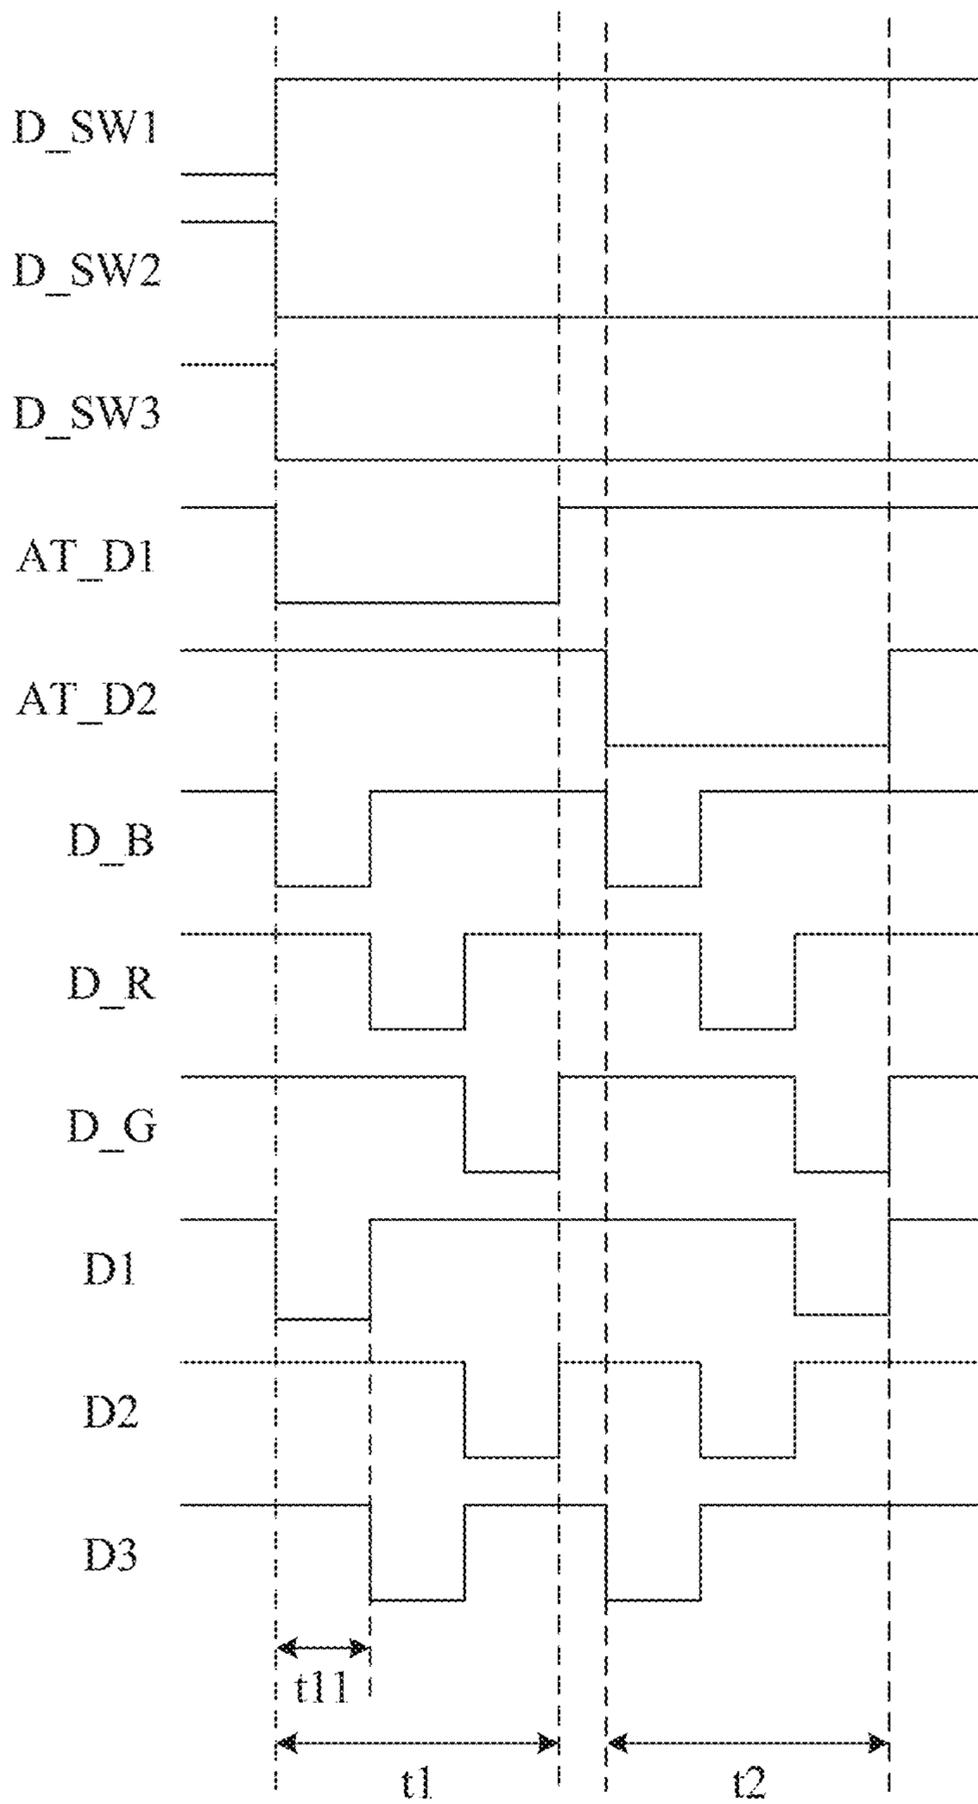 D_SW1
D_SW2
D_SW3
AT_D1
AT_D2
D_B
D_R
D_G
D1
D2
D3
t11
t1 t2